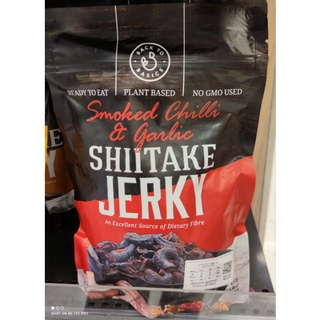 BACK TO
DB
BASICS
READY TO EAT
PLANT BASED
NO GMO USED
Smoked Chilli
& Garlic
SHIITAKE
JERKY
An Excellent Source of Dietary Fibre